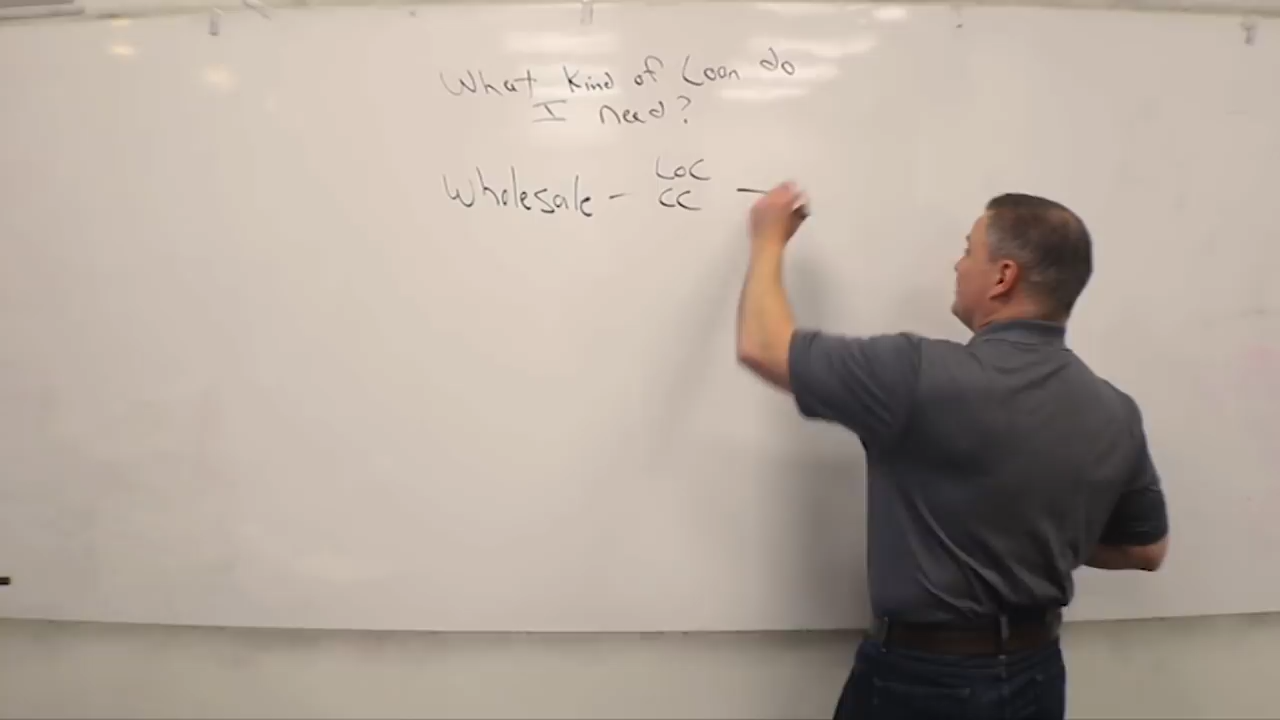 What Kind of Loan do
I need?
Wholesale - LOC
CC -